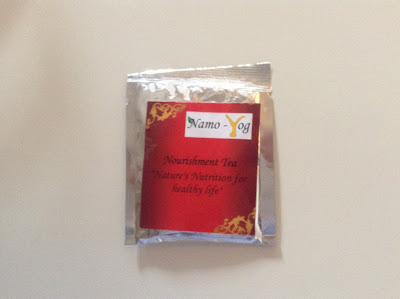 Namo - Yog
Nourishment Tea
"Nature's Nutrition for
healthy life"